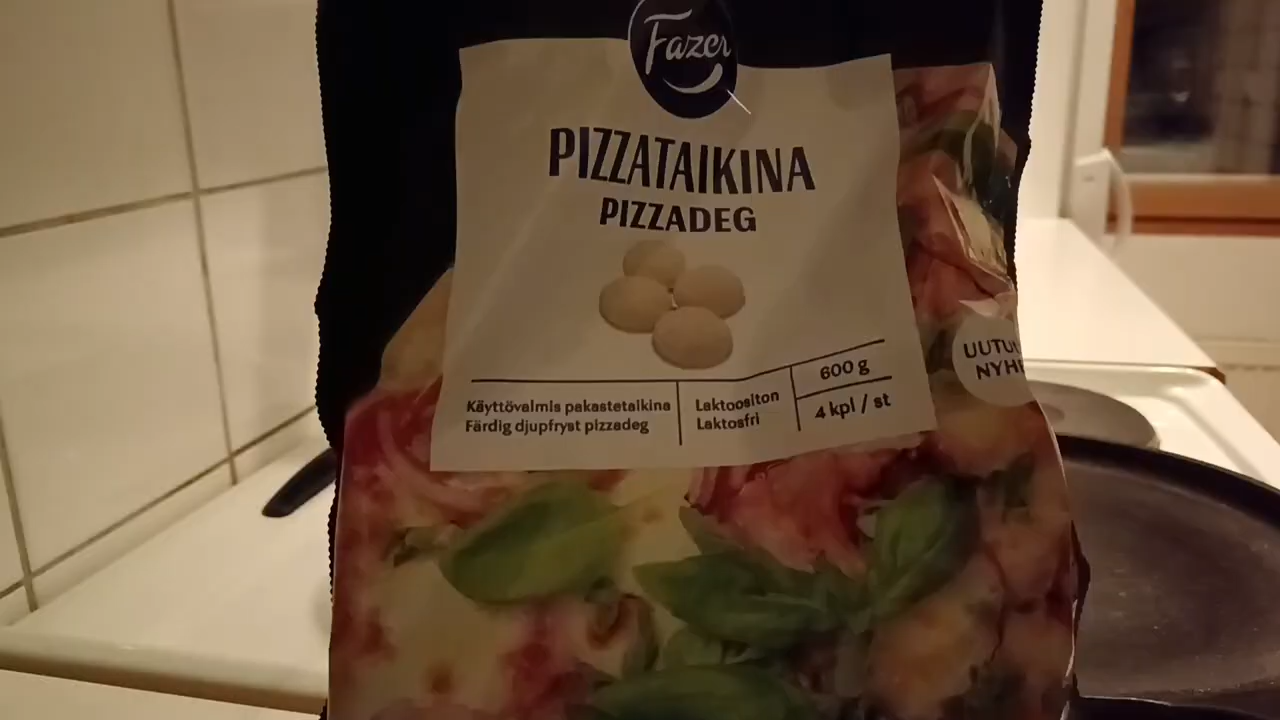 Fazer
PIZZATAIKINA
PIZZADEG
Käyttövalmis pakastetaikina
Färdig djupfryst pizzadeg
Laktoositon
Laktosfri
600 g
4 kpl / st